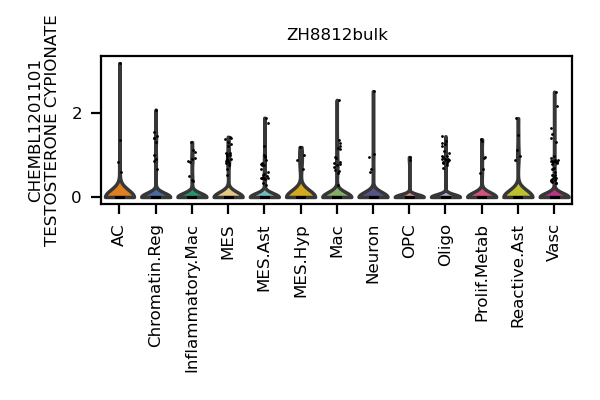 ZH8812bulk
CHEMBL1201101
TESTOSTERONE CYPIONATE
2
0
AC
Chromatin.Reg
Inflammatory.Mac
MES
MES.Ast
MES.Hyp
Mac
Neuron
OPC
Oligo
Prolif.Metab
Reactive.Ast
Vasc